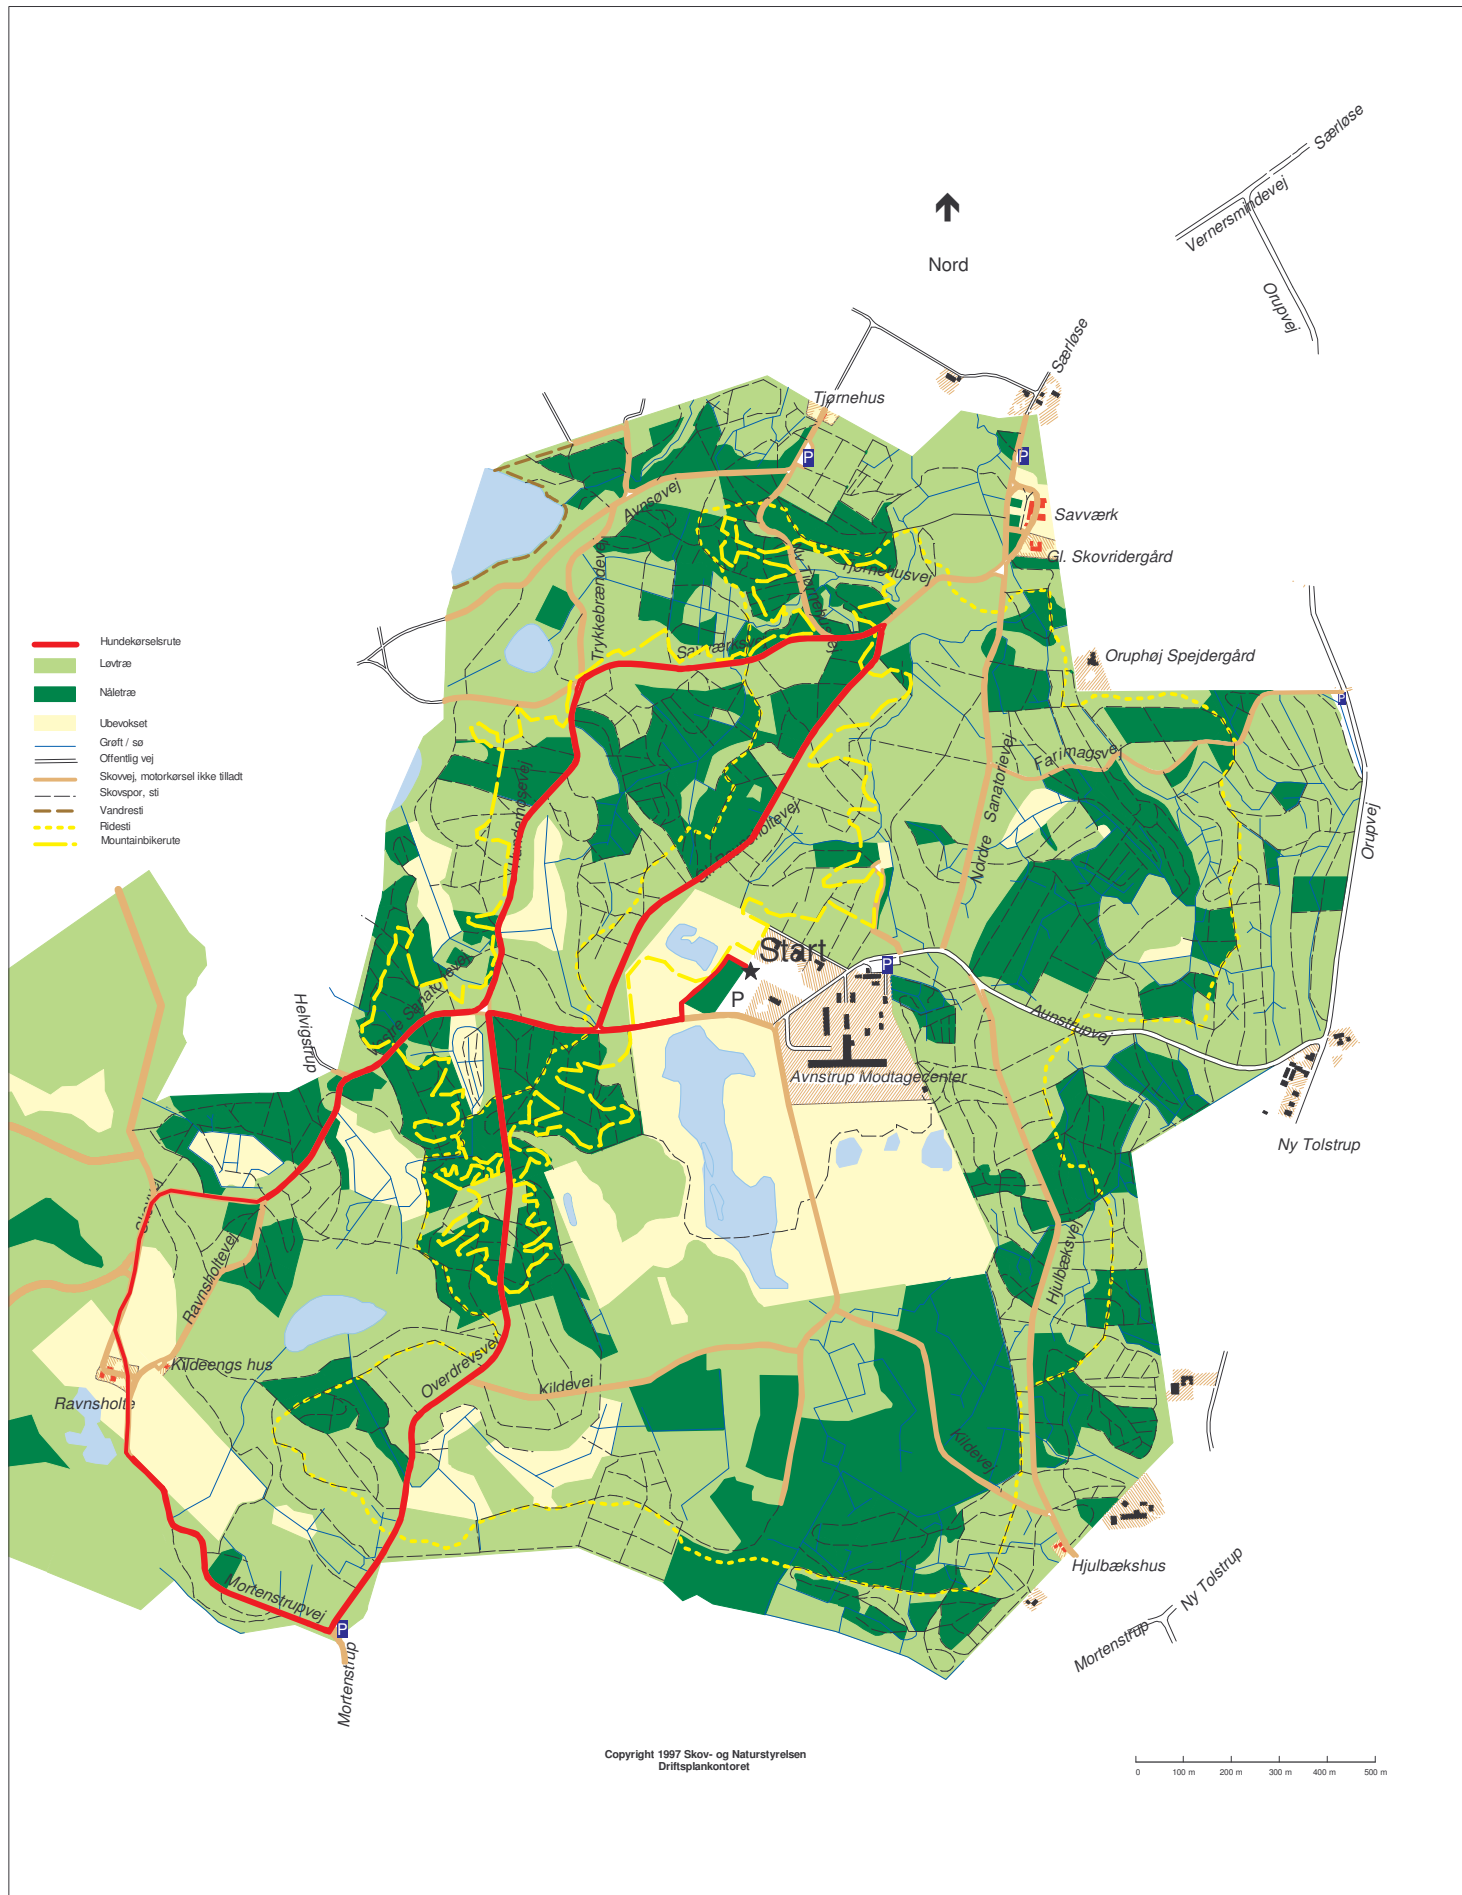 Særløse
Vernersmindevej
Orupvej
Nord
Særløse
Tjørnehus
P
P
Avnsøvej
Savværk
Gl. Skovridergård
Tjørnehusvej
Trykkebrændevej
Oruphøj Spejdergård
P
Hundekørselsrute
Løvtræ
Nåletræ
Ubevokset
Grøft / sø
Offentlig vej
Skovvej, motorkørsel ikke tilladt
Skovspor, sti
Vandresti
Ridesti
Mountainbikerute
Farimagsvej
Nordre Sanatorievej
Orupvej
Start
P
P
Helvigstrup
Avnstrup Modtagecenter
Aunstrupvej
Ny Tolstrup
Ravnsholtevej
Hjulbæksvej
Kildeengs hus
Ravnsholte
Overdrevsvej
Kildevej
Kildevej
Hjulbækshus
Mortenstrupvej
P
Mortenstrup
Mortenstrup
Ny Tolstrup
Copyright 1997 Skov- og Naturstyrelsen
Driftsplankontoret
0 100 m 200 m 300 m 400 m 500 m